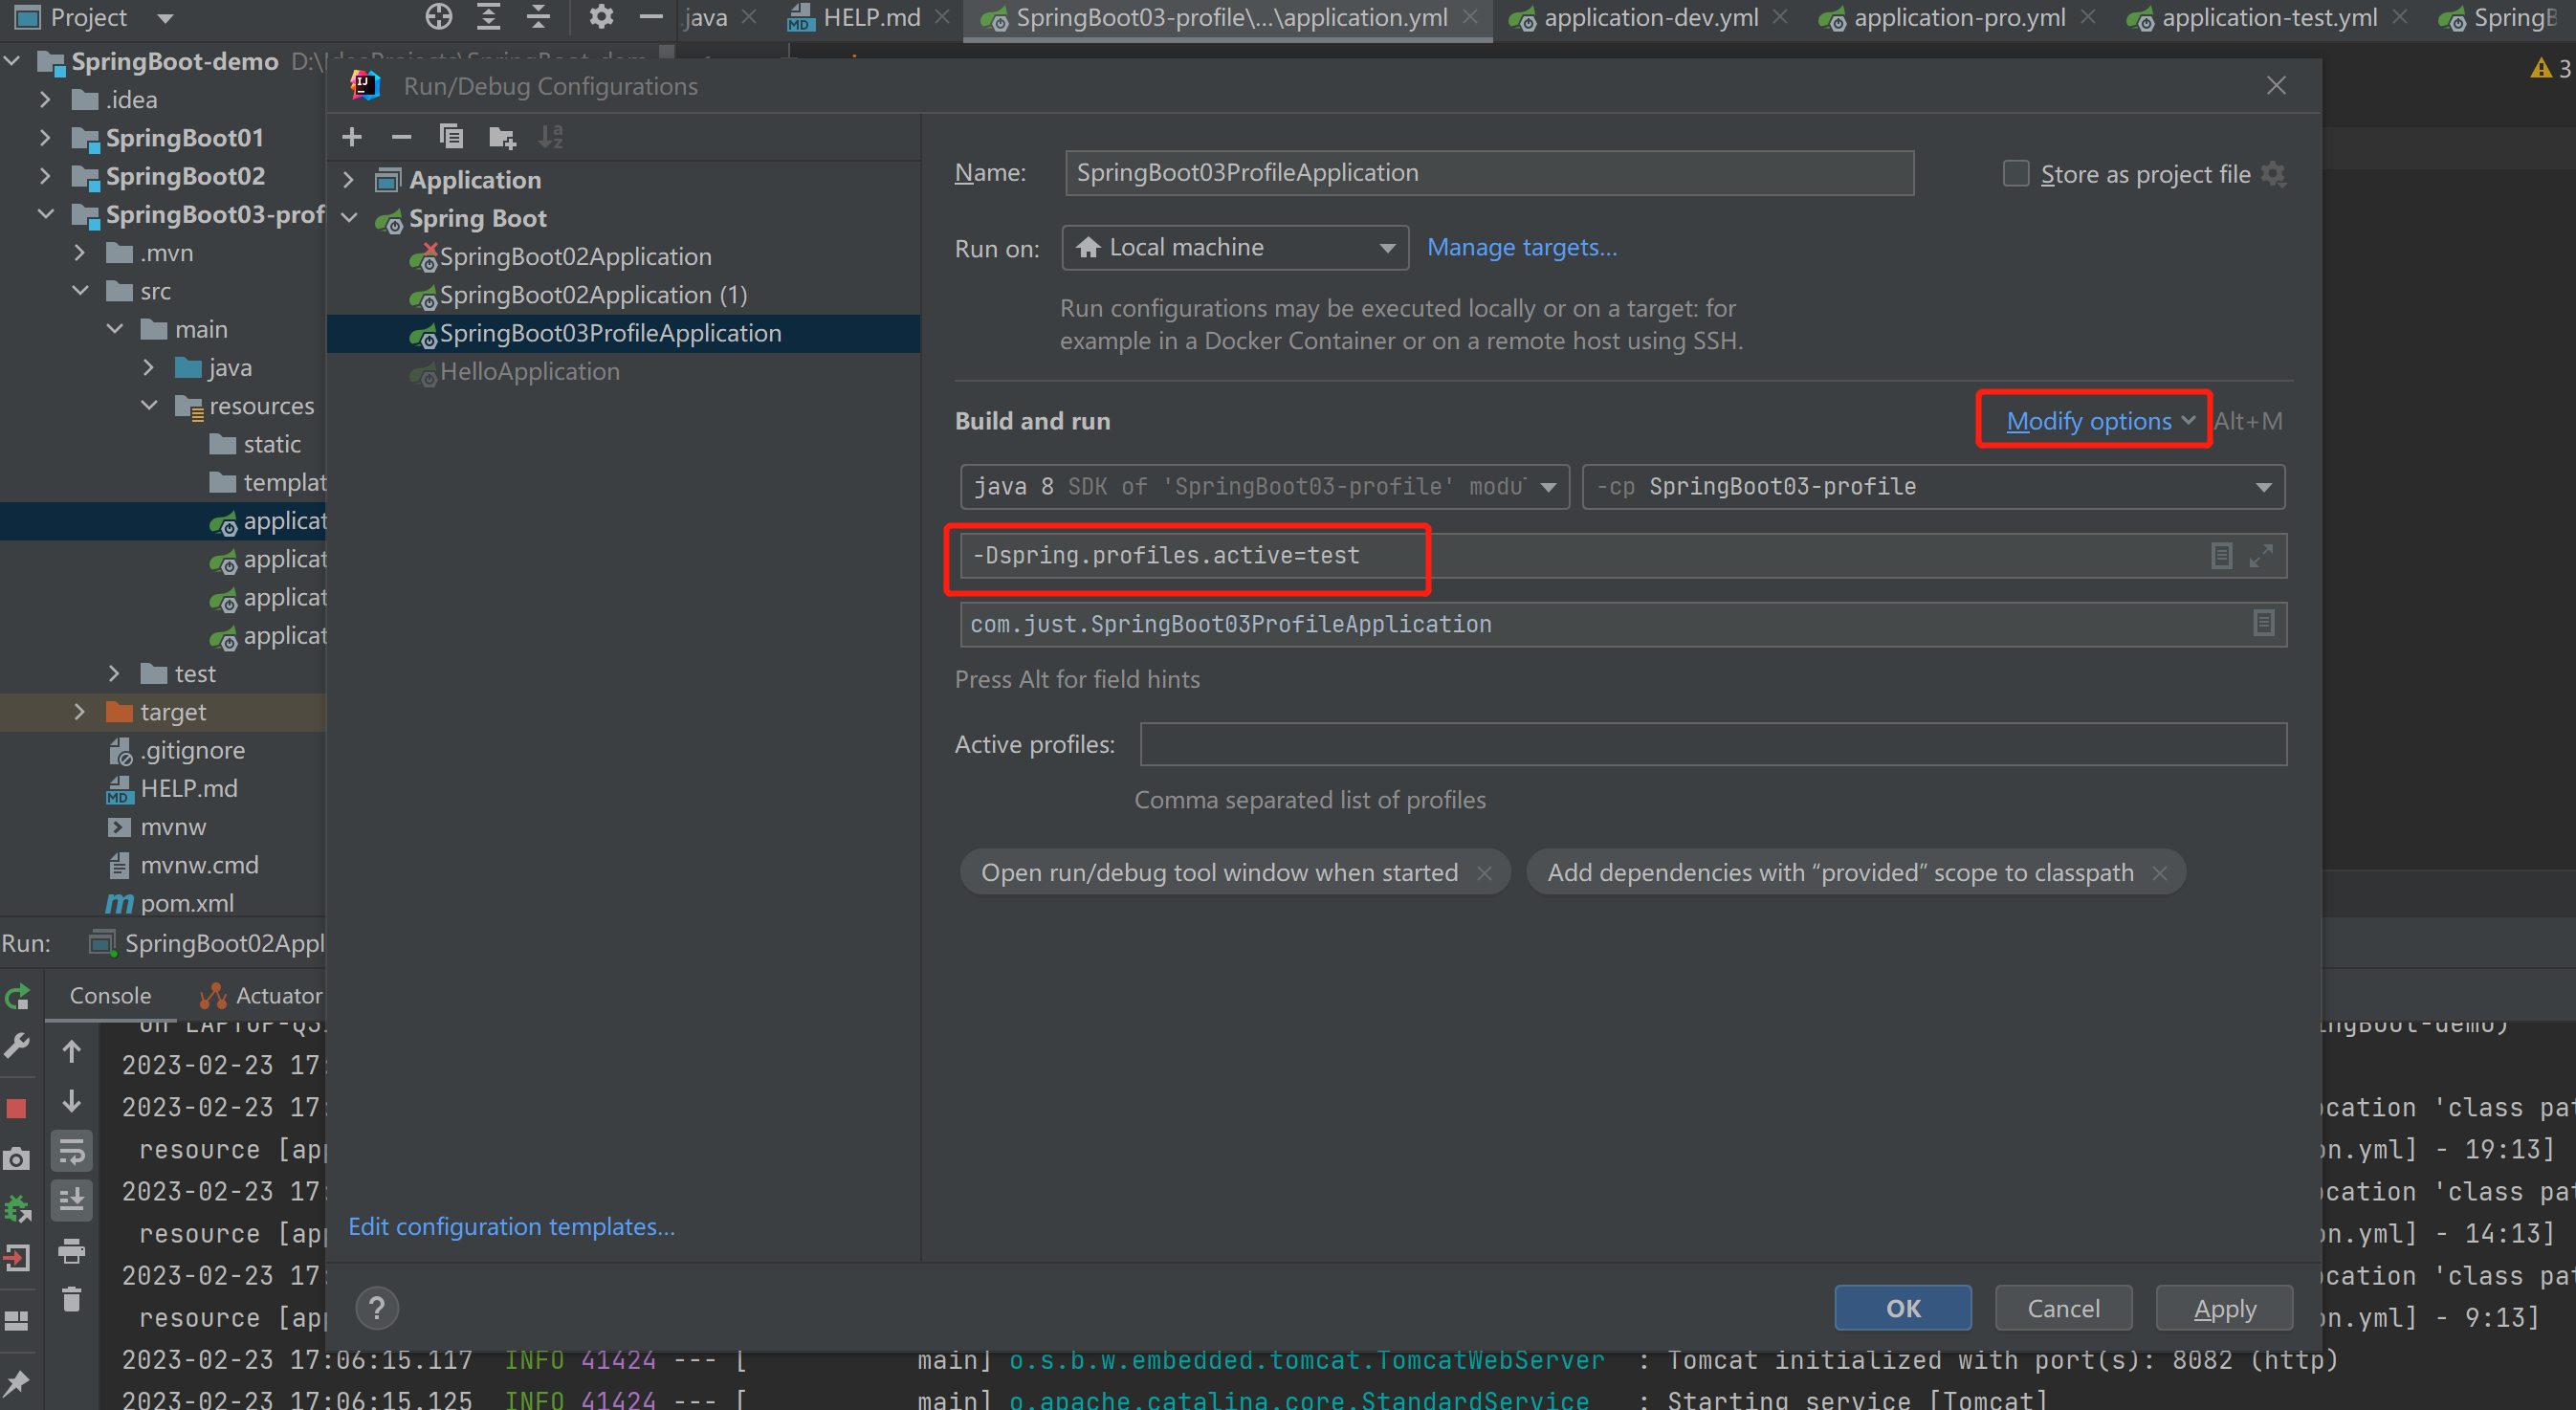 Project
.java
HELP.md
SpringBoot03-profile\...\application.yml
application-dev.yml
application-pro.yml
application-test.yml
SpringB
SpringBoot-demo
3
.idea
SpringBoot01
SpringBoot02
SpringBoot03-prof
.mvn
src
main
java
resources
static
templat
applicat
applicat
applicat
applicat
test
target
.gitignore
HELP.md
mvnw
mvnw.cmd
pom.xml
Run/Debug Configurations
Application
Spring Boot
SpringBoot02Application
SpringBoot02Application (1)
SpringBoot03ProfileApplication
HelloApplication
Edit configuration templates...
Name: SpringBoot03ProfileApplication
Store as project file
Run on: Local machine Manage targets...
Run configurations may be executed locally or on a target: for
example in a Docker Container or on a remote host using SSH.
Build and run
Modify options Alt+M
java 8 SDK of 'SpringBoot03-profile' modu
-cp SpringBoot03-profile
-Dspring.profiles.active=test
com.just.SpringBoot03ProfileApplication
Press Alt for field hints
Active profiles:
Comma separated list of profiles
Open run/debug tool window when started
Add dependencies with “provided” scope to classpath
?
OK
Cancel
Apply
Run: SpringBoot02Appl
Console Actuator
2023-02-23 17:
2023-02-23 17: cation 'class pat
resource [app n.yml] - 19:13]
2023-02-23 17: cation 'class pat
resource [app n.yml] - 14:13]
2023-02-23 17: cation 'class pat
resource [app n.yml] - 9:13]
2023-02-23 17:06:15.117 INFO 41424 --- [ main] o.s.b.w.embedded.tomcat.TomcatWebServer : Tomcat initialized with port(s): 8082 (http)
2023-02-23 17:06:15.125 INFO 41424 --- [ main] o.apache.catalina.core.StandardService : Starting service [Tomcat]